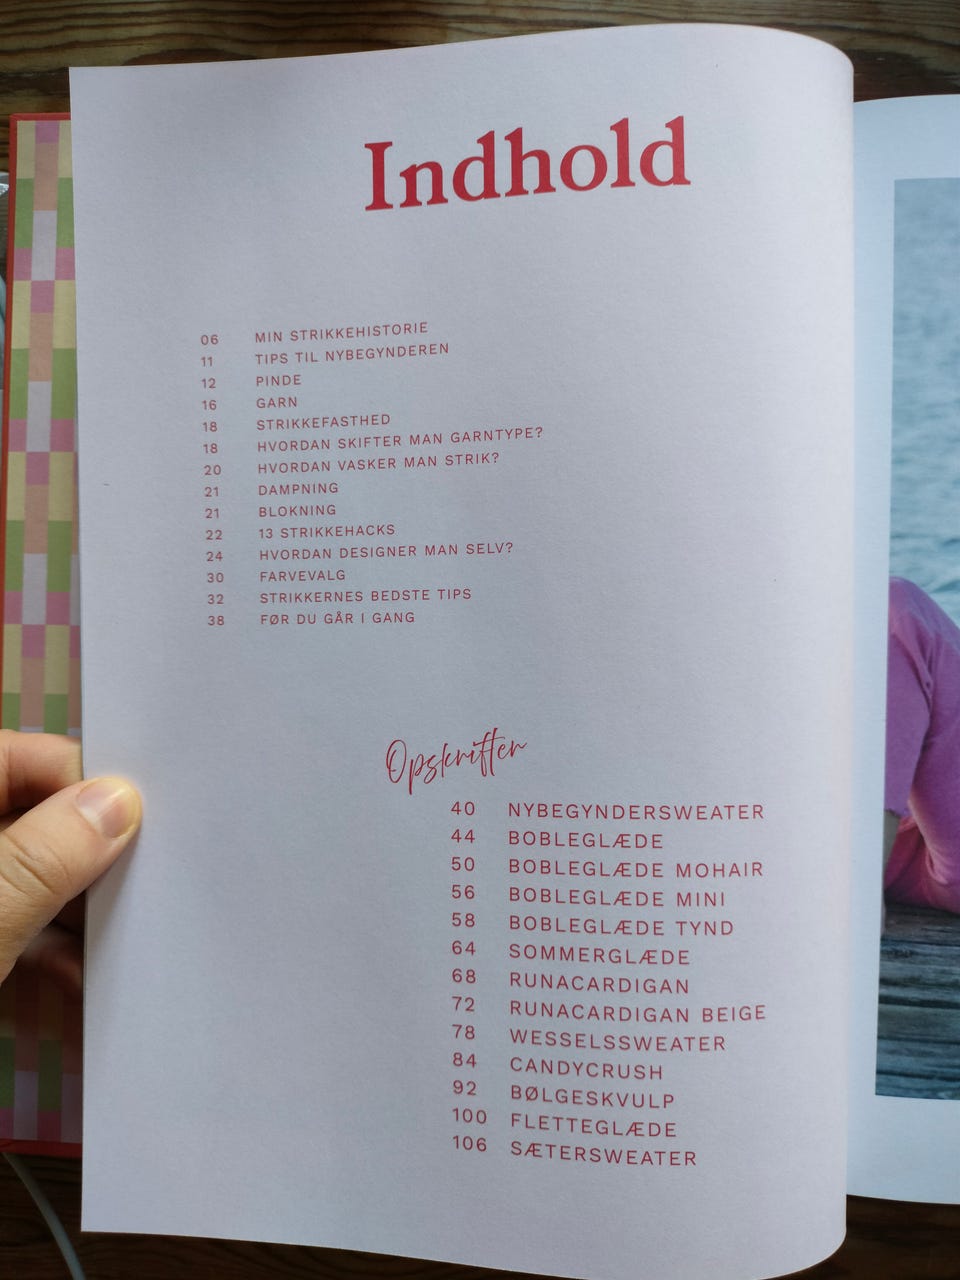 Indhold
06 MIN STRIKKEHISTORIE
11 TIPS TIL NYBEGYNDEREN
12 PINDE
16 GARN
18 STRIKKEFASTHED
18 HVORDAN SKIFTER MAN GARNTYPE?
20 HVORDAN VASKER MAN STRIK?
21 DAMPNING
21 BLOKNING
22 13 STRIKKEHACKS
24 HVORDAN DESIGNER MAN SELV?
30 FARVEVALG
32 STRIKKERNES BEDSTE TIPS
38 FØR DU GÅR I GANG
Opskrifter
40 NYBEGYNDERSWEATER
44 BOBLEGLÆDE
50 BOBLEGLÆDE MOHAIR
56 BOBLEGLÆDE MINI
58 BOBLEGLÆDE TYND
64 SOMMERGLÆDE
68 RUNACARDIGAN
72 RUNACARDIGAN BEIGE
78 WESSELSSWEATER
84 CANDYCRUSH
92 BØLGESKVULP
100 FLETTEGLÆDE
106 SÆTERSWEATER